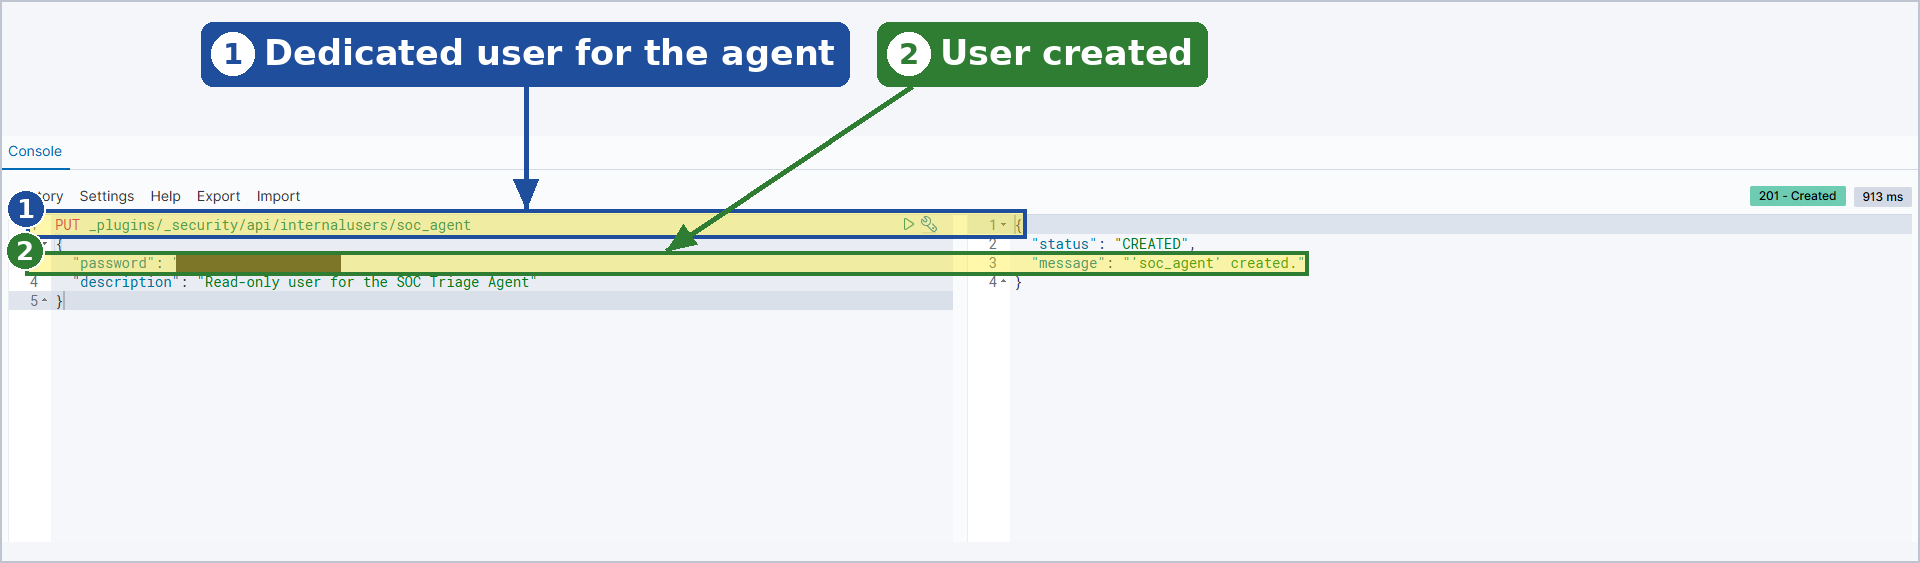 1 Dedicated user for the agent
2 User created
Console
tory Settings Help Export Import
201 - Created 913 ms
1
PUT _plugins/_security/api/internalusers/soc_agent
{
2
"password": "
4 "description": "Read-only user for the SOC Triage Agent"
5 }
1 {
2 "status": "CREATED",
3 "message": "'soc_agent' created."
4 }